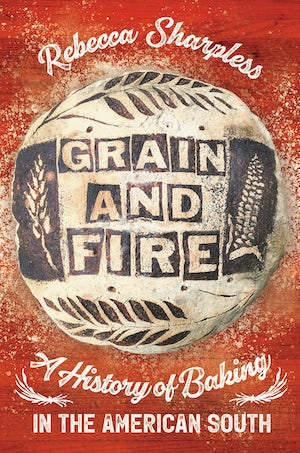 Rebecca Sharpless
GRAIN
AND
FIRE
A History of Baking
IN THE AMERICAN SOUTH